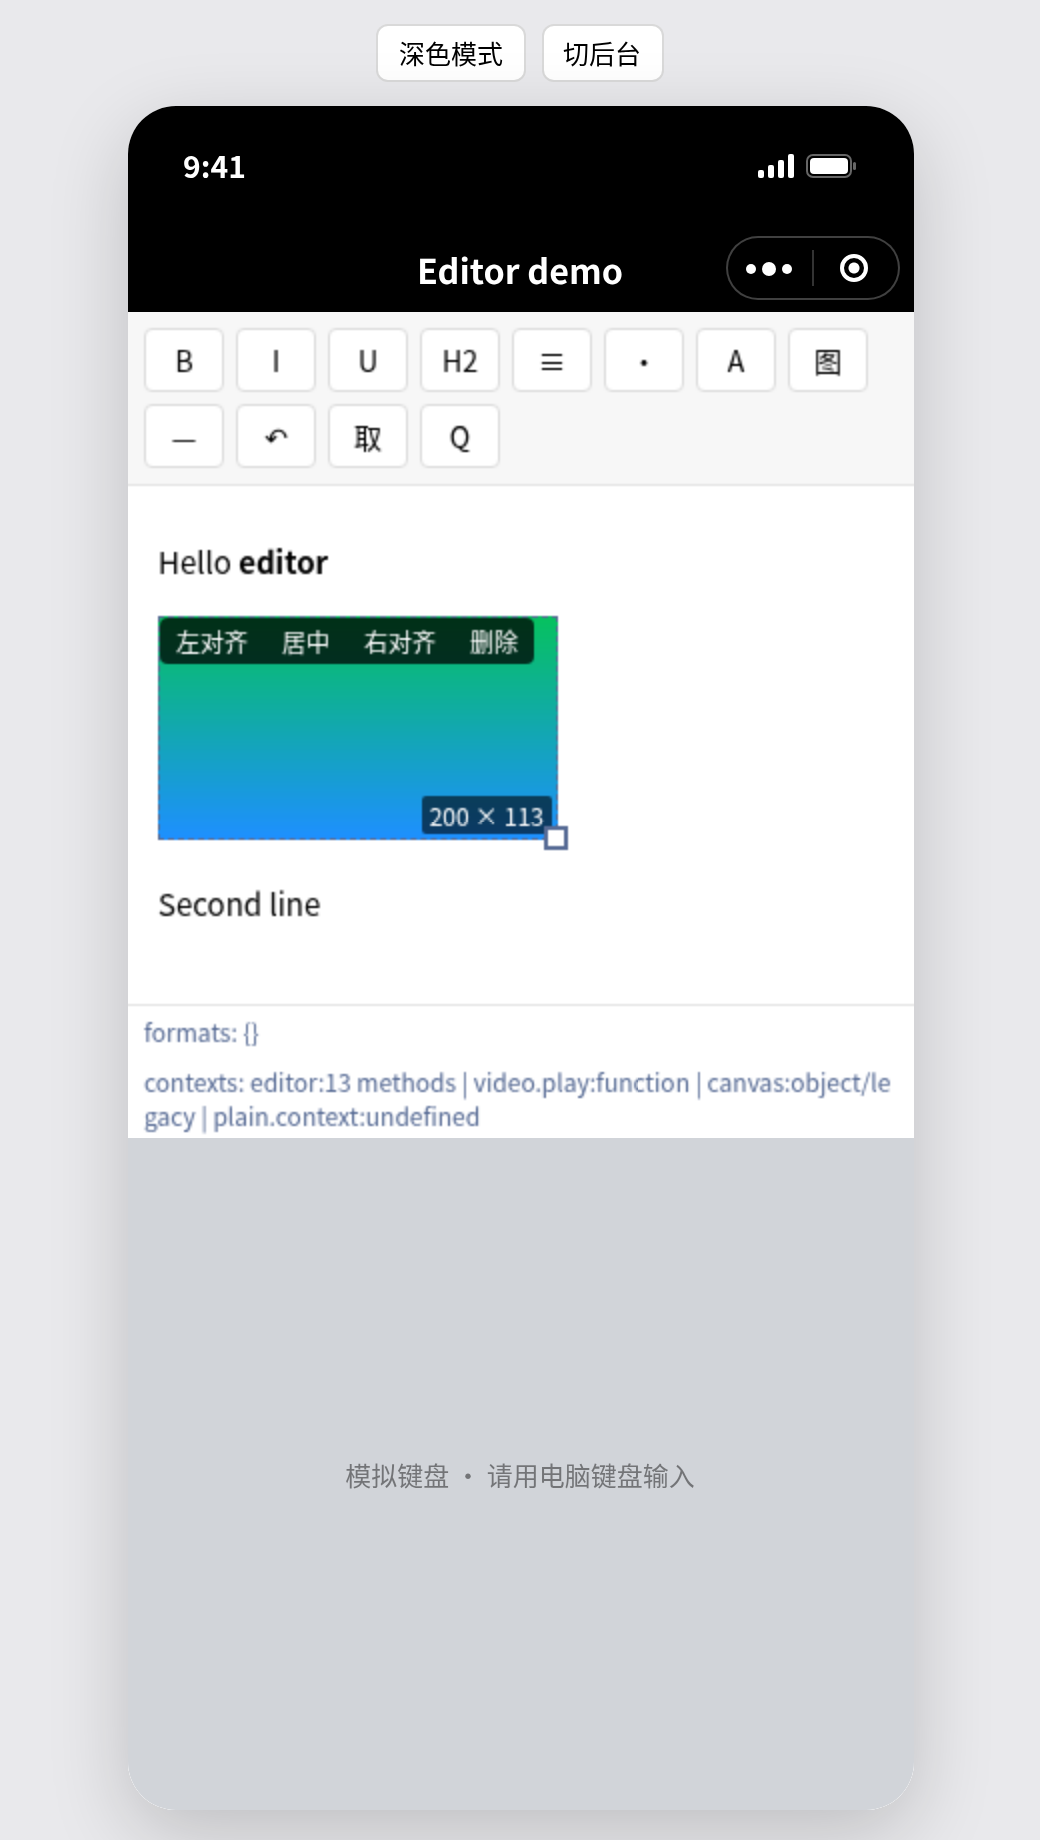 深色模式 切后台
9:41
Editor demo
B I U H2 ☰ · A 图
— ↶ 取 Q
Hello editor
左对齐 居中 右对齐 删除
200 × 113
Second line
formats: {}
contexts: editor:13 methods | video.play:function | canvas:object/le
gacy | plain.context:undefined
模拟键盘 · 请用电脑键盘输入